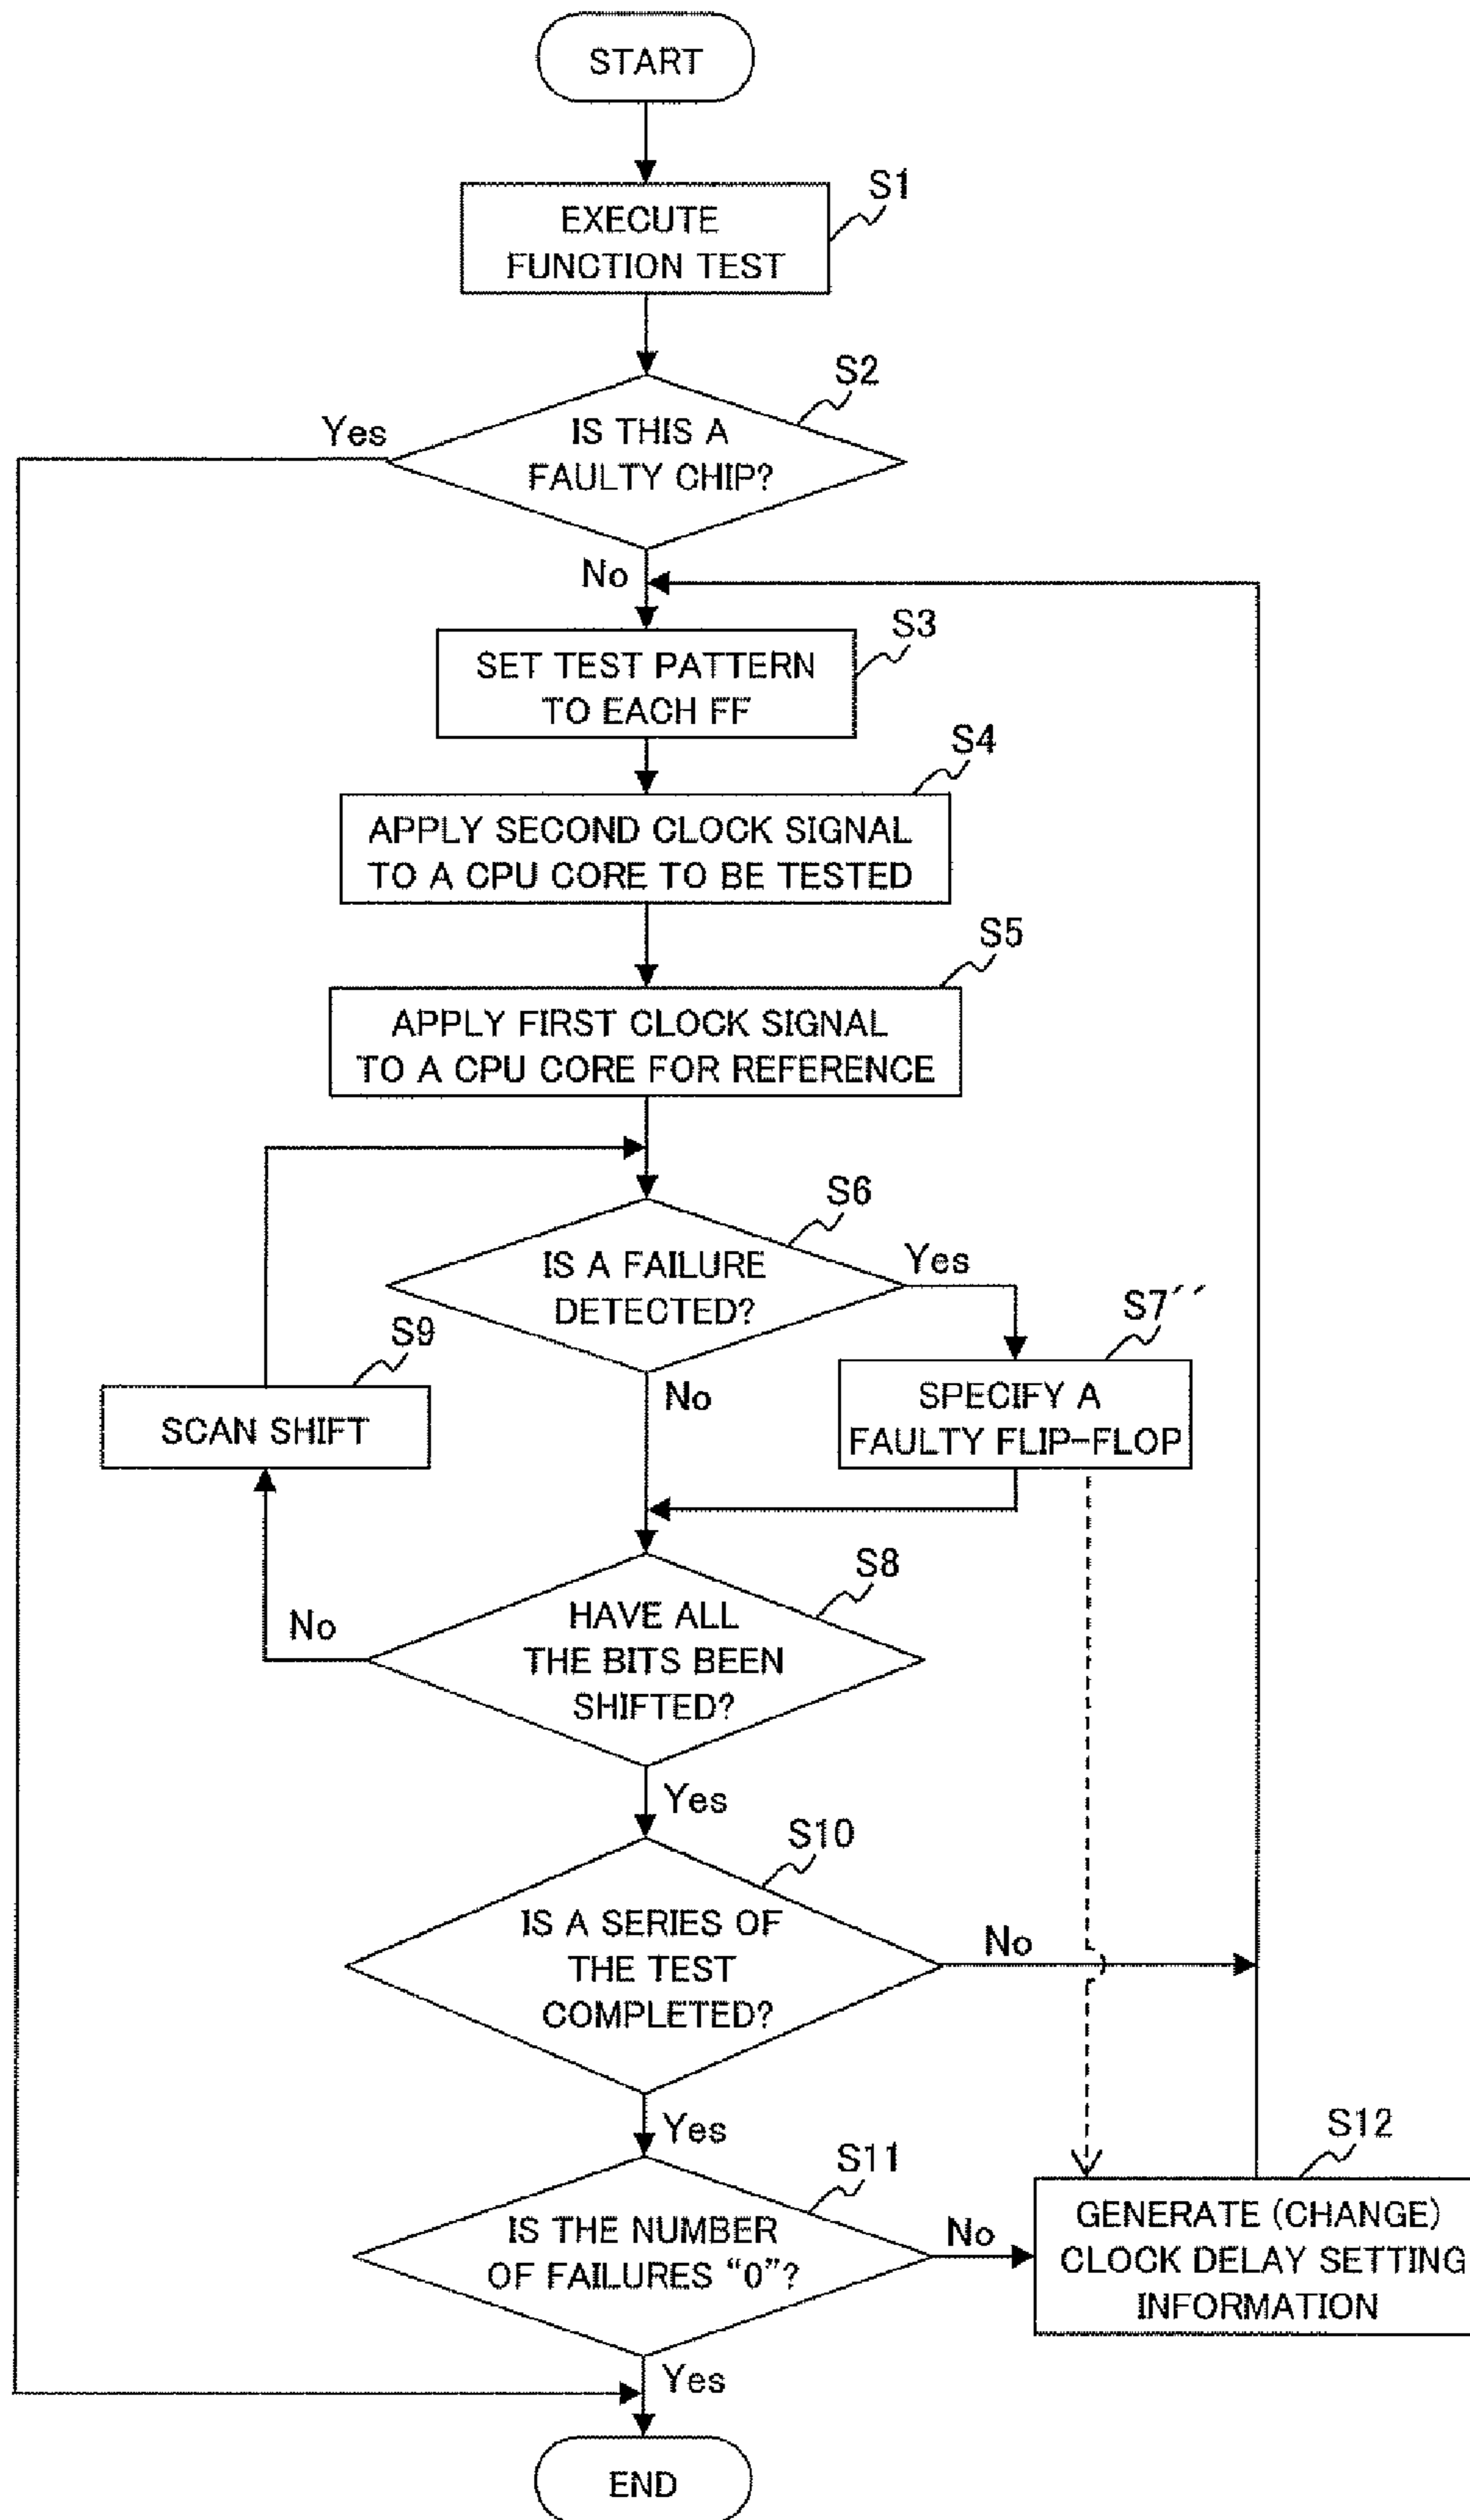 START
S1
EXECUTE
FUNCTION TEST
S2
Yes
IS THIS A
FAULTY CHIP?
No
S3
SET TEST PATTERN
TO EACH FF
S4
APPLY SECOND CLOCK SIGNAL
TO A CPU CORE TO BE TESTED
S5
APPLY FIRST CLOCK SIGNAL
TO A CPU CORE FOR REFERENCE
S6
IS A FAILURE
DETECTED?
Yes
S7´´
S9
No
SPECIFY A
FAULTY FLIP-FLOP
SCAN SHIFT
S8
No
HAVE ALL
THE BITS BEEN
SHIFTED?
Yes
S10
IS A SERIES OF
THE TEST
COMPLETED?
No
Yes
S11
S12
IS THE NUMBER
OF FAILURES “0”?
No
GENERATE (CHANGE)
CLOCK DELAY SETTING
INFORMATION
Yes
END